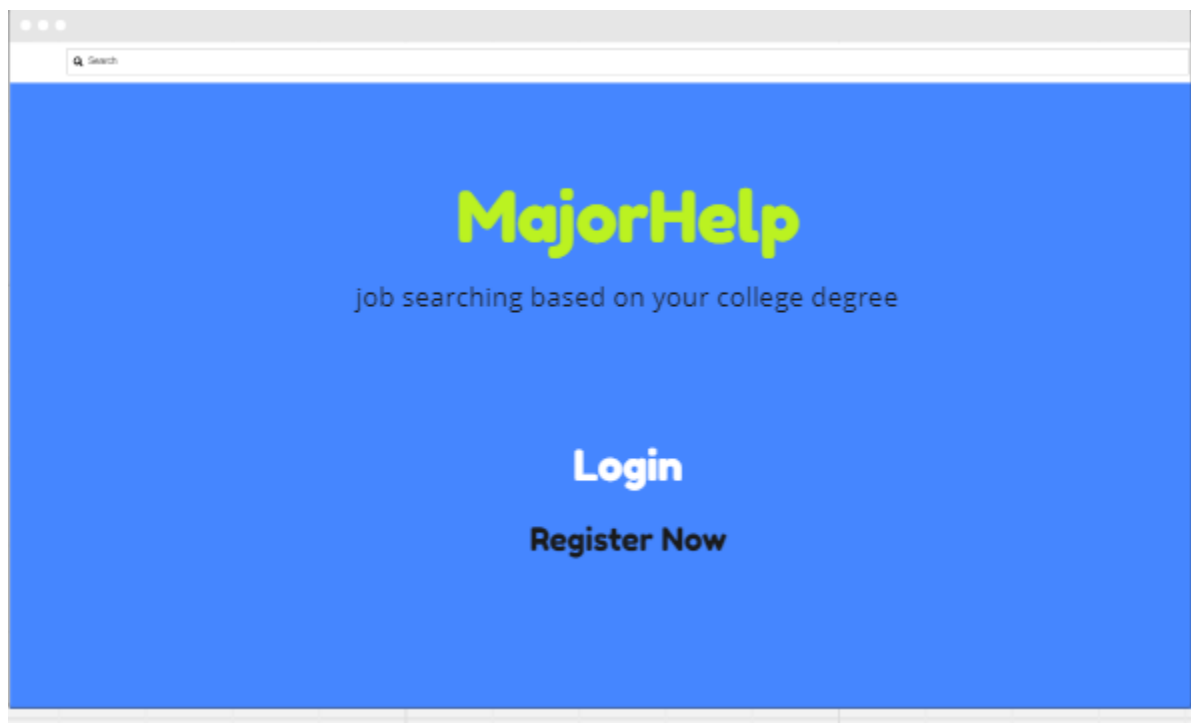 Search
MajorHelp
job searching based on your college degree
Login
Register Now